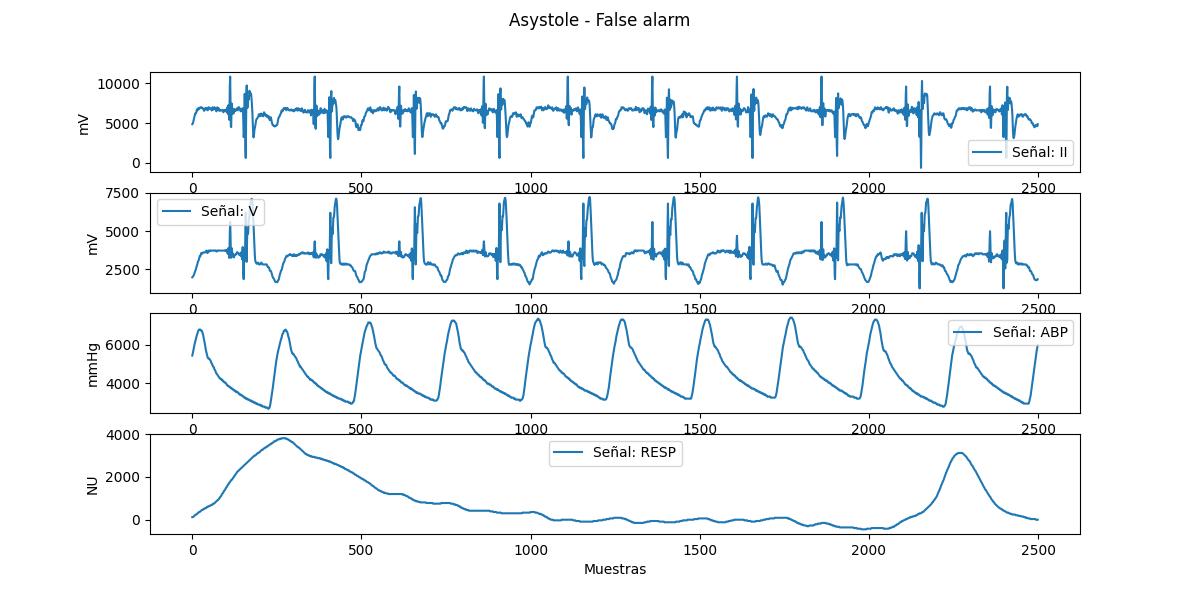 Asystole - False alarm
10000
5000
0
mV
Señal: II
0 500 1000 1500 2000 2500
7500
5000
2500
mV
Señal: V
0 500 1000 1500 2000 2500
6000
4000
mmHg
Señal: ABP
0 500 1000 1500 2000 2500
4000
2000
0
NU
Señal: RESP
0 500 1000 1500 2000 2500
Muestras